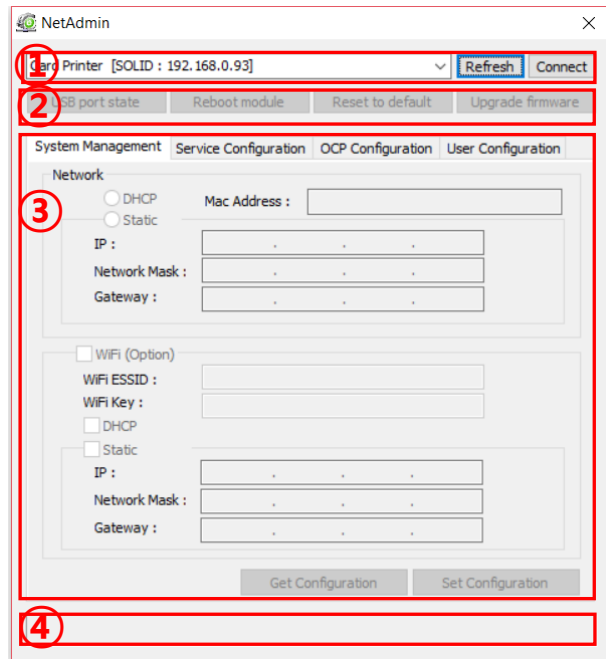 NetAdmin
① Card Printer [SOLID : 192.168.0.93] Refresh Connect
② USB port state Reboot module Reset to default Upgrade firmware
System Management Service Configuration OCP Configuration User Configuration
Network
③ DHCP Mac Address :
Static
IP : . . .
Network Mask : . . .
Gateway : . . .
WiFi (Option)
WiFi ESSID :
WiFi Key :
DHCP
Static
IP : . . .
Network Mask : . . .
Gateway : . . .
Get Configuration Set Configuration
④